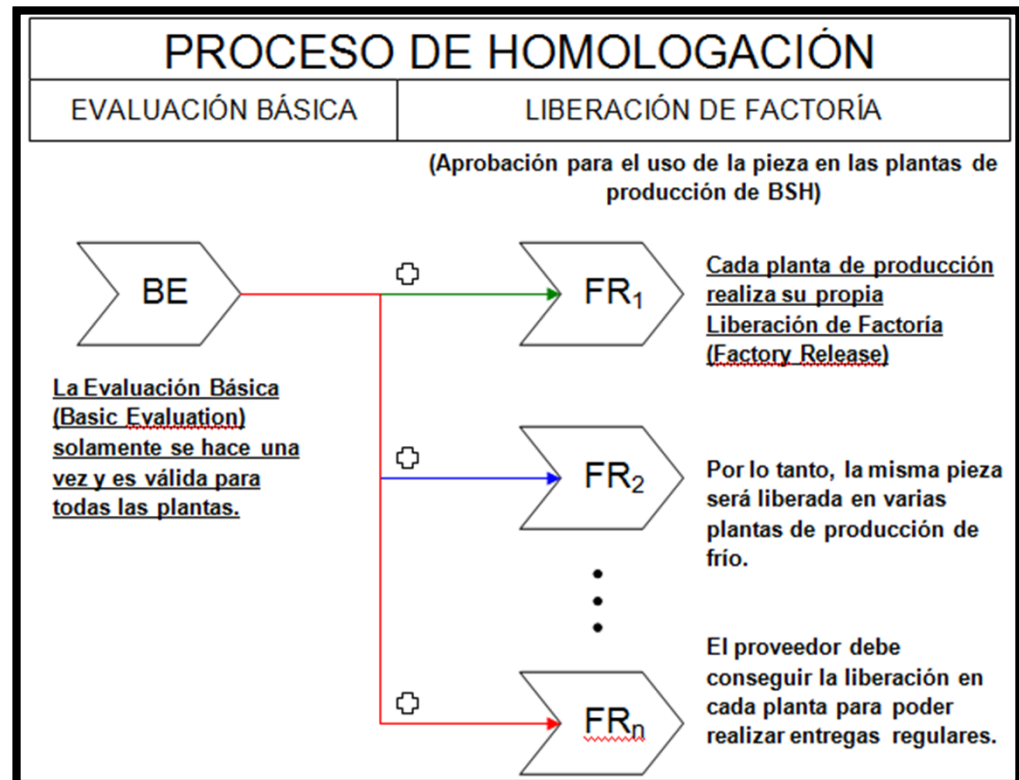 PROCESO DE HOMOLOGACIÓN
EVALUACIÓN BÁSICA
LIBERACIÓN DE FACTORÍA
(Aprobación para el uso de la pieza en las plantas de
producción de BSH)
BE
FR₁
Cada planta de producción
realiza su propia
Liberación de Factoría
(Factory Release)
La Evaluación Básica
(Basic Evaluation)
solamente se hace una
vez y es válida para
todas las plantas.
FR₂
Por lo tanto, la misma pieza
será liberada en varias
plantas de producción de
frío.
FRn
El proveedor debe
conseguir la liberación en
cada planta para poder
realizar entregas regulares.